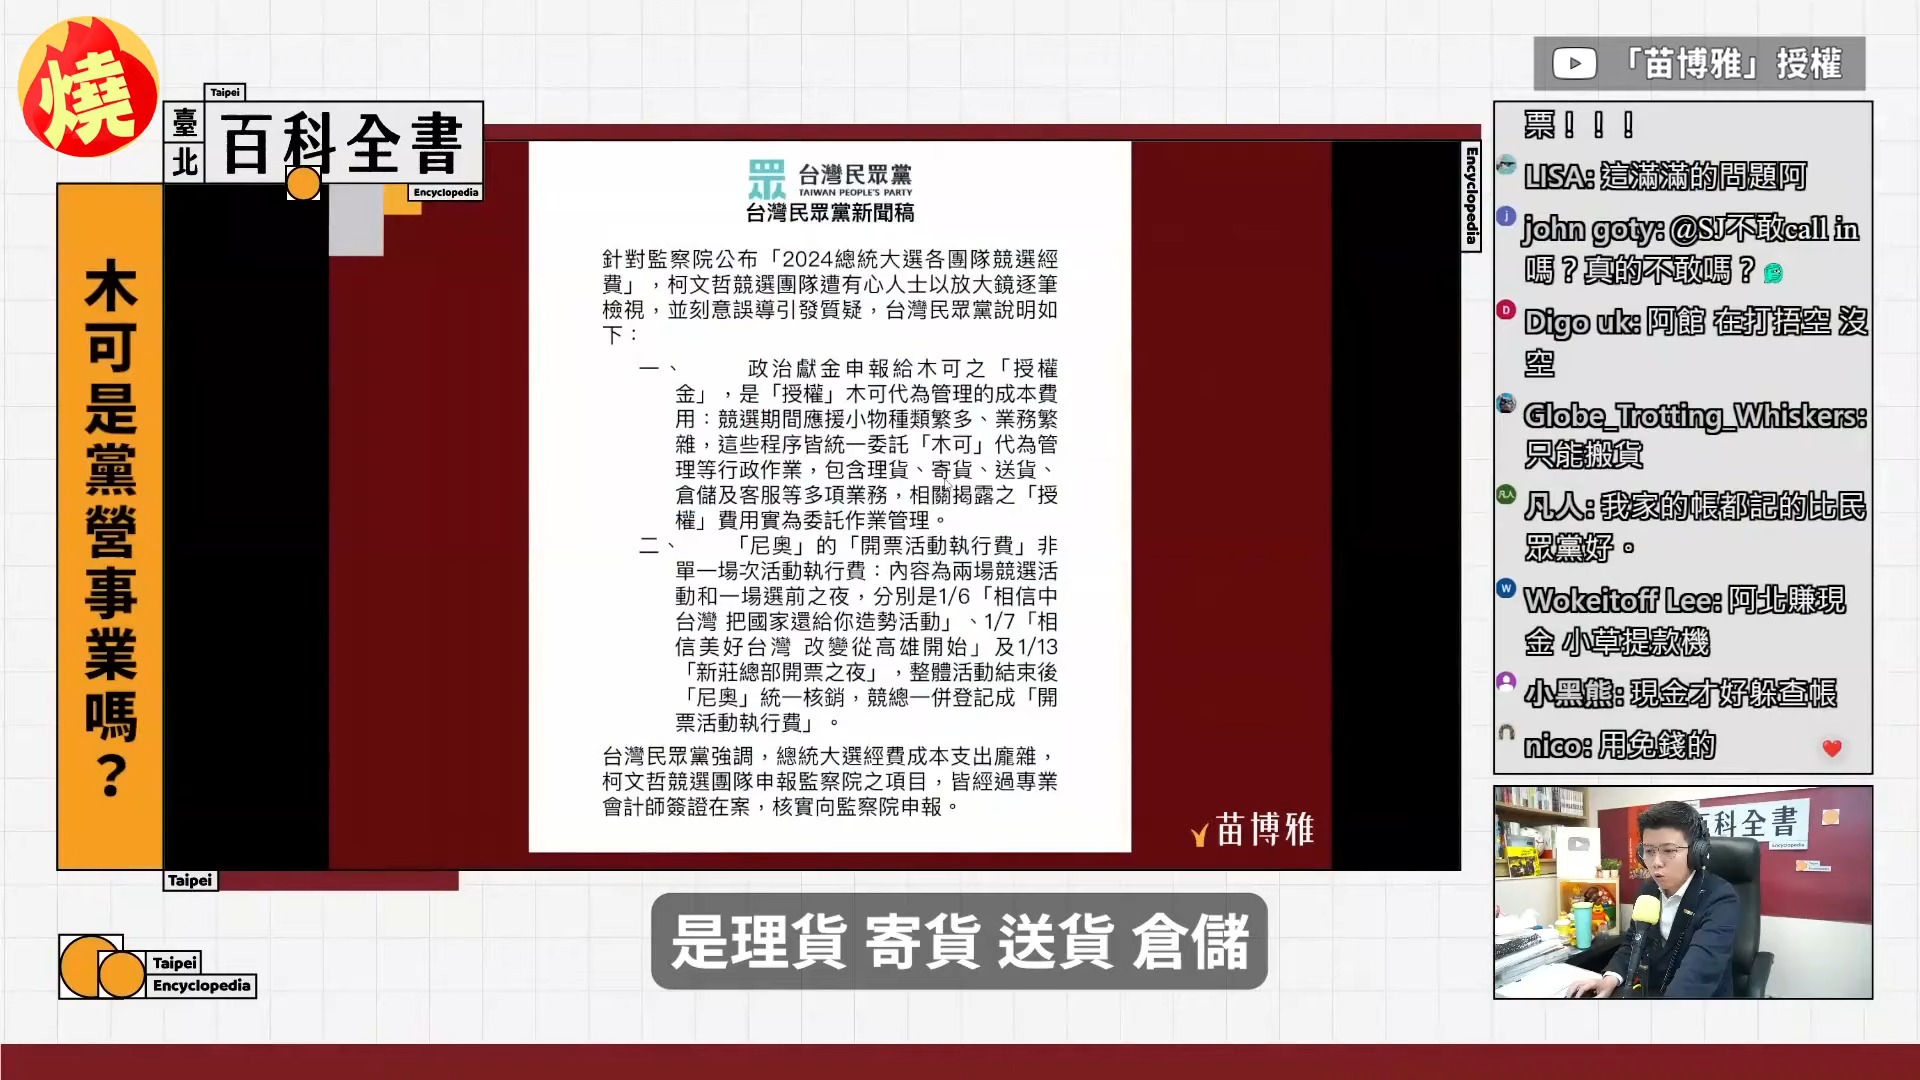 燒
Taipei
臺北
百科全書
Encyclopedia
「苗博雅」授權
木可是黨營事業嗎？
Encyclopedia
眾 台灣民眾黨
TAIWAN PEOPLE'S PARTY
台灣民眾黨新聞稿
針對監察院公布「2024總統大選各團隊競選經
費」，柯文哲競選團隊遭有心人士以放大鏡逐筆
檢視，並刻意誤導引發質疑，台灣民眾黨說明如
下：
一、 政治獻金申報給木可之「授權
金」，是「授權」木可代為管理的成本費
用：競選期間應援小物種類繁多、業務繁
雜，這些程序皆統一委託「木可」代為管
理等行政作業，包含理貨、寄貨、送貨、
倉儲及客服等多項業務，相關揭露之「授
權」費用實為委託作業管理。
二、 「尼奧」的「開票活動執行費」非
單一場次活動執行費：內容為兩場競選活
動和一場選前之夜，分別是1/6「相信中
台灣 把國家還給你造勢活動」、1/7「相
信美好台灣 改變從高雄開始」及1/13
「新莊總部開票之夜」，整體活動結束後
「尼奧」統一核銷，競總一併登記成「開
票活動執行費」。
台灣民眾黨強調，總統大選經費成本支出龐雜，
柯文哲競選團隊申報監察院之項目，皆經過專業
會計師簽證在案，核實向監察院申報。
苗博雅
票！！！
LISA: 這滿滿的問題阿
j
john goty: @SJ不敢call in
嗎？真的不敢嗎？
D
Digo uk: 阿館 在打悟空 沒
空
Globe_Trotting_Whiskers:
只能搬貨
凡人
凡人: 我家的帳都記的比民
眾黨好。
W
Wokeitoff Lee: 阿北賺現
金 小草提款機
小黑熊: 現金才好躲查帳
nico: 用免錢的
科全書
Taipei
是理貨 寄貨 送貨 倉儲
Taipei
Encyclopedia